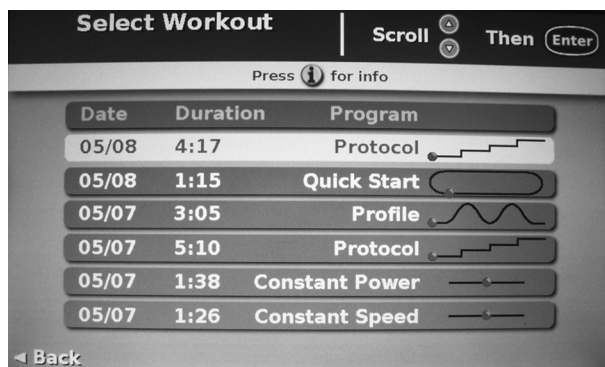 Select Workout
Scroll Then Enter
Press i for info
Date Duration Program
05/08 4:17 Protocol
05/08 1:15 Quick Start
05/07 3:05 Profile
05/07 5:10 Protocol
05/07 1:38 Constant Power
05/07 1:26 Constant Speed
Back